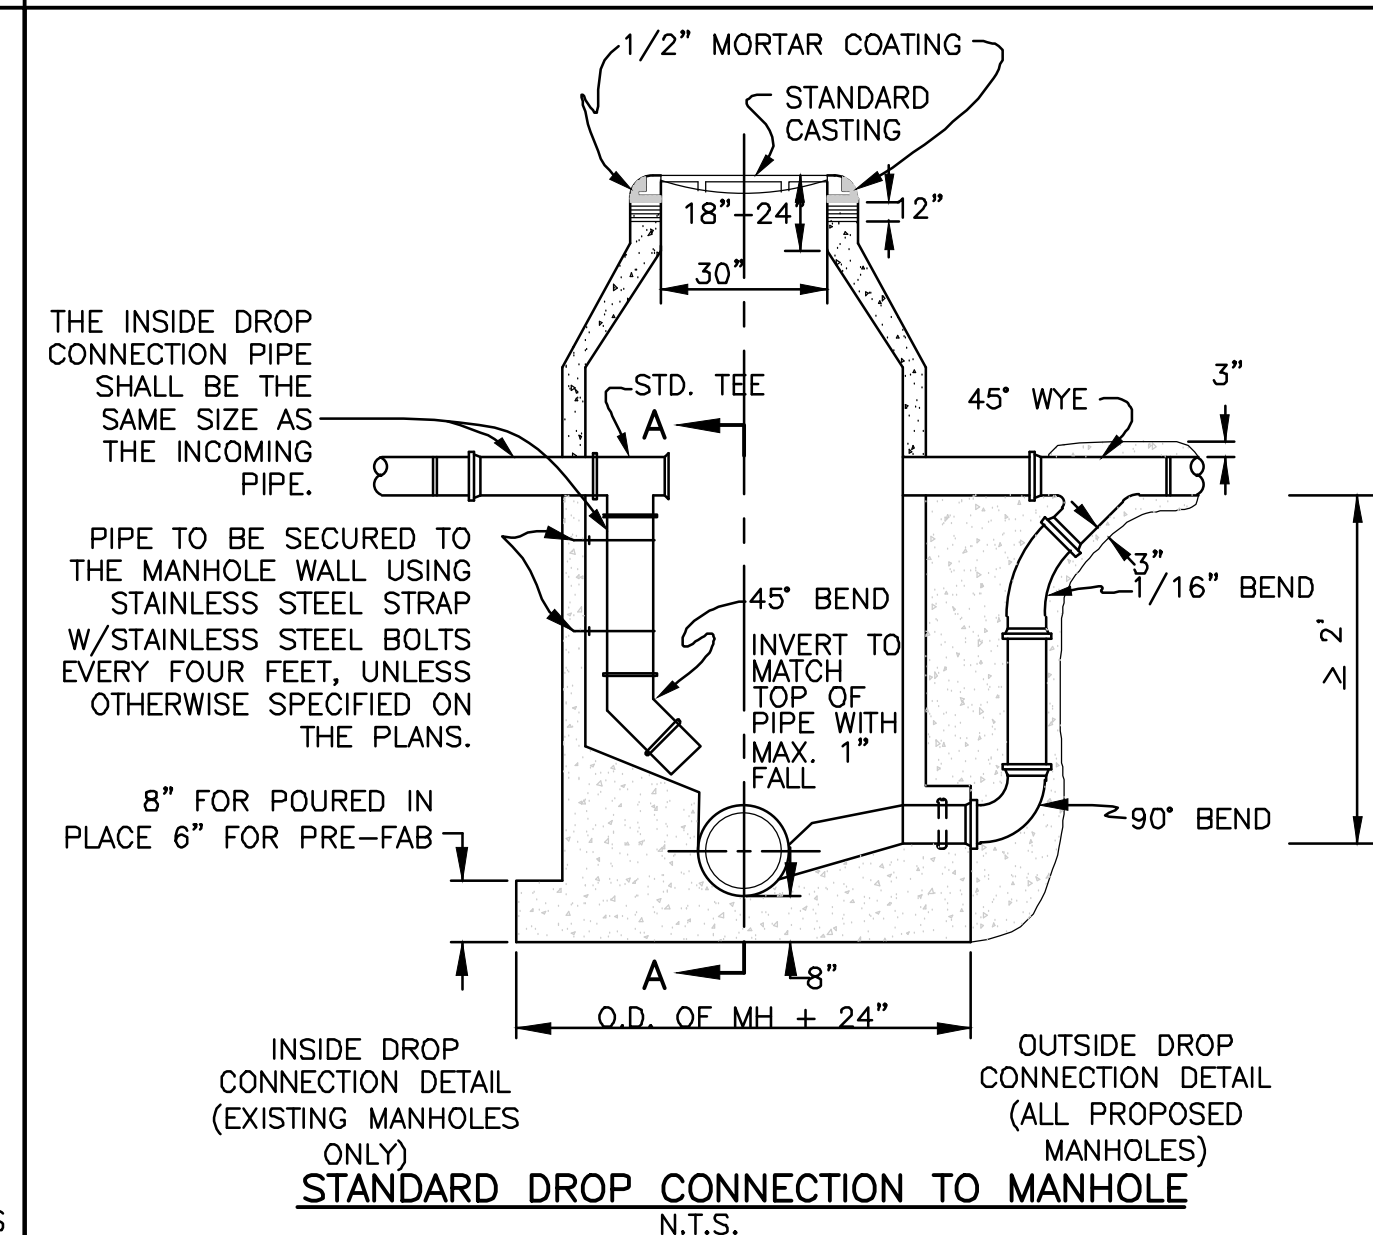 1/2” MORTAR COATING
STANDARD
CASTING
18”-24”
12”
30”
THE INSIDE DROP
CONNECTION PIPE
SHALL BE THE
SAME SIZE AS
THE INCOMING
PIPE.
STD. TEE
A
45° WYE
3”
PIPE TO BE SECURED TO
THE MANHOLE WALL USING
STAINLESS STEEL STRAP
W/STAINLESS STEEL BOLTS
EVERY FOUR FEET, UNLESS
OTHERWISE SPECIFIED ON
THE PLANS.
45° BEND
INVERT TO
MATCH
TOP OF
PIPE WITH
MAX. 1”
FALL
3”
1/16” BEND
≥ 2'
8” FOR POURED IN
PLACE 6” FOR PRE-FAB
90° BEND
A
8”
O.D. OF MH + 24”
INSIDE DROP
CONNECTION DETAIL
(EXISTING MANHOLES
ONLY)
OUTSIDE DROP
CONNECTION DETAIL
(ALL PROPOSED
MANHOLES)
STANDARD DROP CONNECTION TO MANHOLE
N.T.S.
S